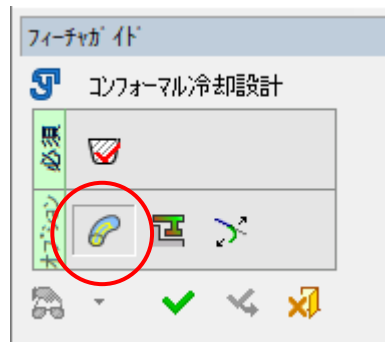 フィーチャガイド
コンフォーマル冷却設計
必須
オプション